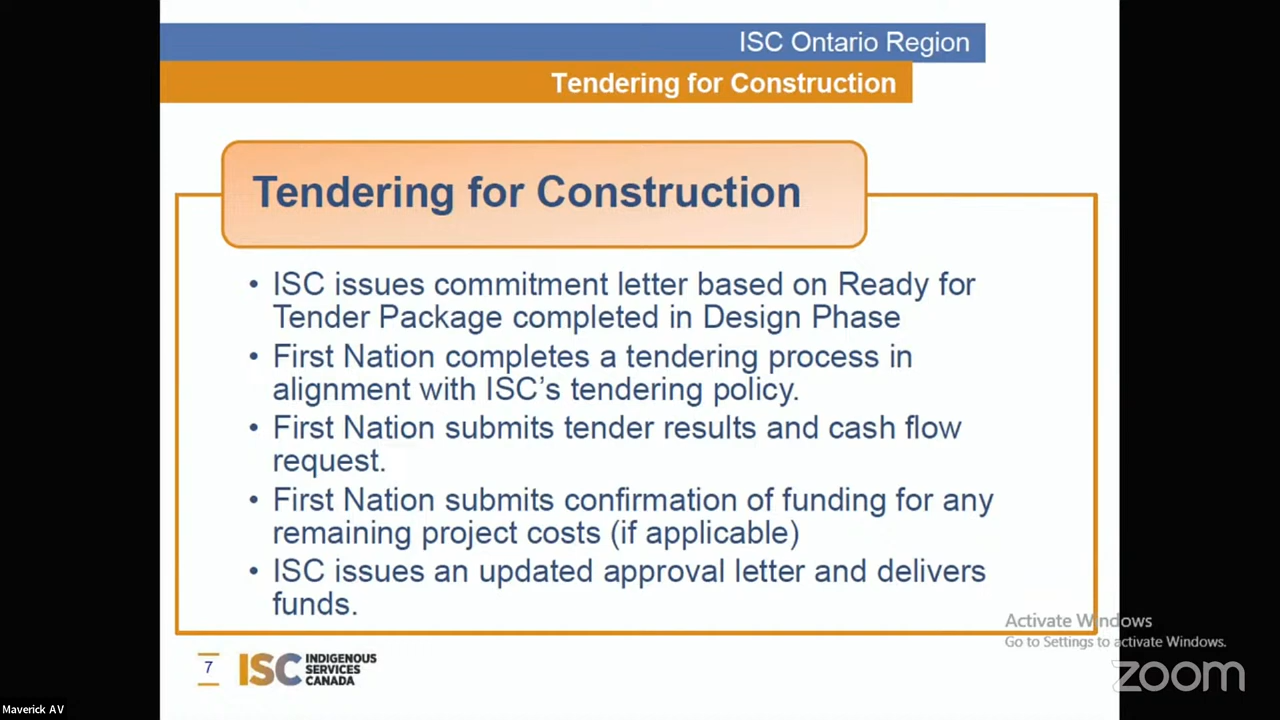 ISC Ontario Region
Tendering for Construction
Tendering for Construction
• ISC issues commitment letter based on Ready for
Tender Package completed in Design Phase
• First Nation completes a tendering process in
alignment with ISC's tendering policy.
• First Nation submits tender results and cash flow
request.
• First Nation submits confirmation of funding for any
remaining project costs (if applicable)
• ISC issues an updated approval letter and delivers
funds.
Activate Windows
Go to Settings to activate Windows.
7
ISC INDIGENOUS
SERVICES
CANADA
zoom
Maverick AV